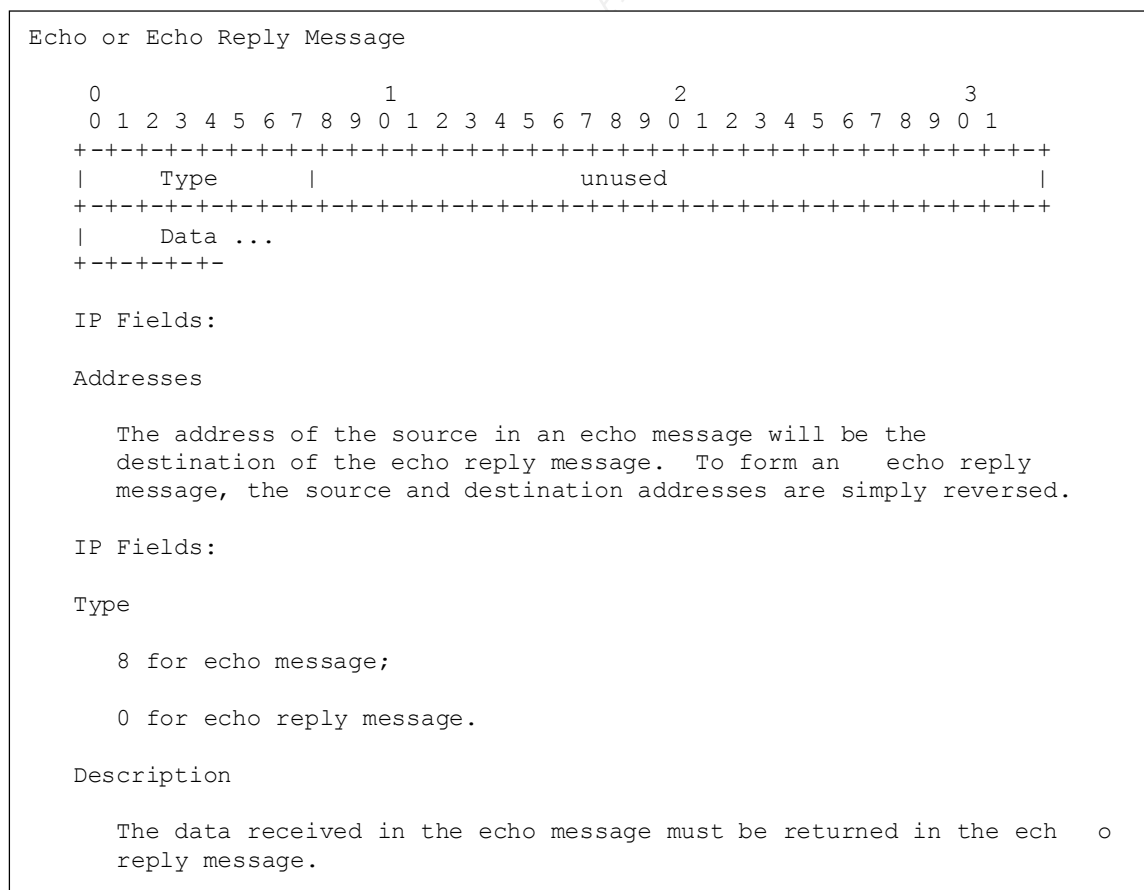 Echo or Echo Reply Message
0                   1                   2                   3
0 1 2 3 4 5 6 7 8 9 0 1 2 3 4 5 6 7 8 9 0 1 2 3 4 5 6 7 8 9 0 1
+-+-+-+-+-+-+-+-+-+-+-+-+-+-+-+-+-+-+-+-+-+-+-+-+-+-+-+-+-+-+-+-+
|     Type      |                  unused                       |
+-+-+-+-+-+-+-+-+-+-+-+-+-+-+-+-+-+-+-+-+-+-+-+-+-+-+-+-+-+-+-+-+
|     Data ...
+-+-+-+-+-
IP Fields:
Addresses
The address of the source in an echo message will be the
destination of the echo reply message.  To form an   echo reply
message, the source and destination addresses are simply reversed.
IP Fields:
Type
8 for echo message;
0 for echo reply message.
Description
The data received in the echo message must be returned in the ech   o
reply message.